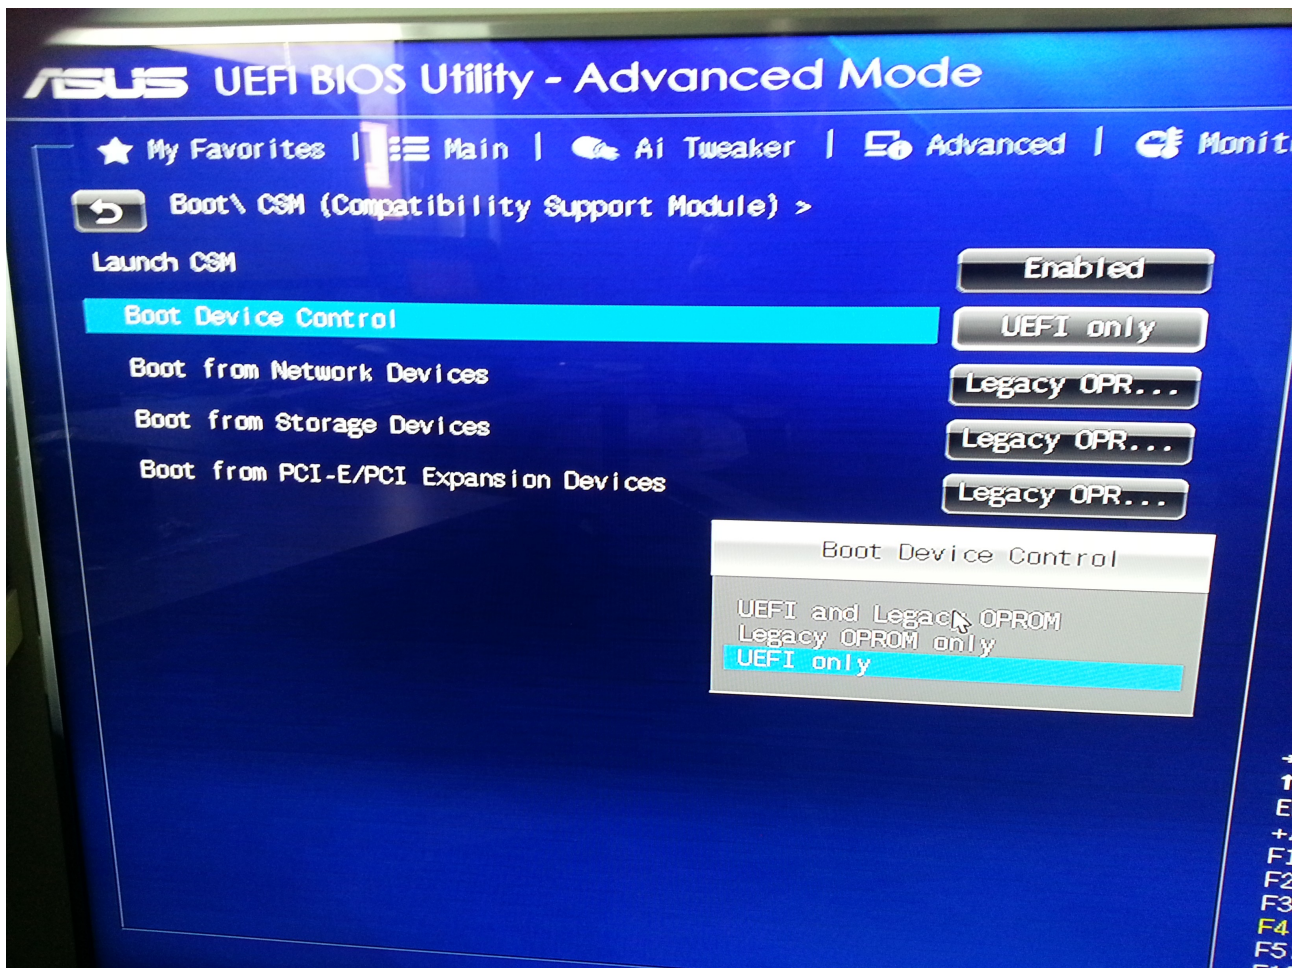 ASUS UEFI BIOS Utility - Advanced Mode
My Favorites | Main | Ai Tweaker | Advanced | Monit
Boot\ CSM (Compatibility Support Module) >
Launch CSM Enabled
Boot Device Control UEFI only
Boot from Network Devices Legacy OPR...
Boot from Storage Devices Legacy OPR...
Boot from PCI-E/PCI Expansion Devices Legacy OPR...
Boot Device Control
UEFI and Legacy OPROM
Legacy OPROM only
UEFI only
E
+
F1
F2
F3
F4
F5